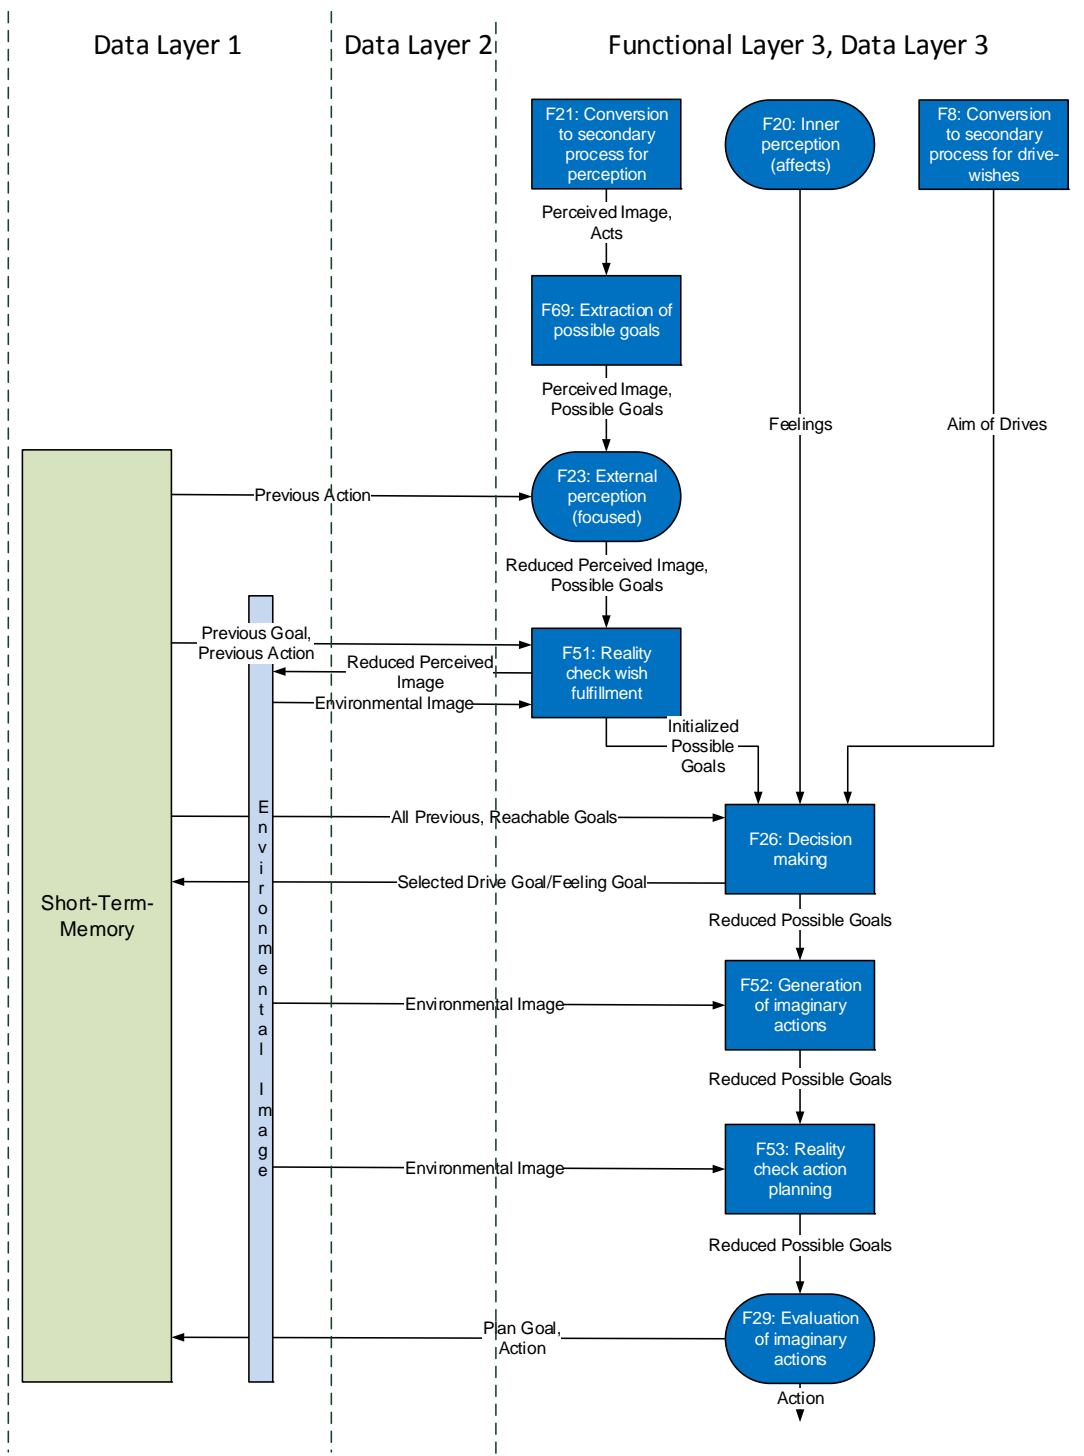 Data Layer 1
Data Layer 2
Functional Layer 3, Data Layer 3
F21: Conversion
to secondary
process for
perception
F20: Inner
perception
(affects)
F8: Conversion
to secondary
process for drive-
wishes
Perceived Image,
Acts
F69: Extraction of
possible goals
Perceived Image,
Possible Goals
Feelings
Aim of Drives
F23: External
perception
(focused)
Previous Action
Reduced Perceived Image,
Possible Goals
Previous Goal,
Previous Action
F51: Reality
check wish
fulfillment
Reduced Perceived
Image
Environmental Image
Initialized
Possible
Goals
All Previous, Reachable Goals
F26: Decision
making
Selected Drive Goal/Feeling Goal
Short-Term-
Memory
Environmental Image
Reduced Possible Goals
Environmental Image
F52: Generation
of imaginary
actions
Reduced Possible Goals
Environmental Image
F53: Reality
check action
planning
Reduced Possible Goals
Plan Goal,
Action
F29: Evaluation
of imaginary
actions
Action